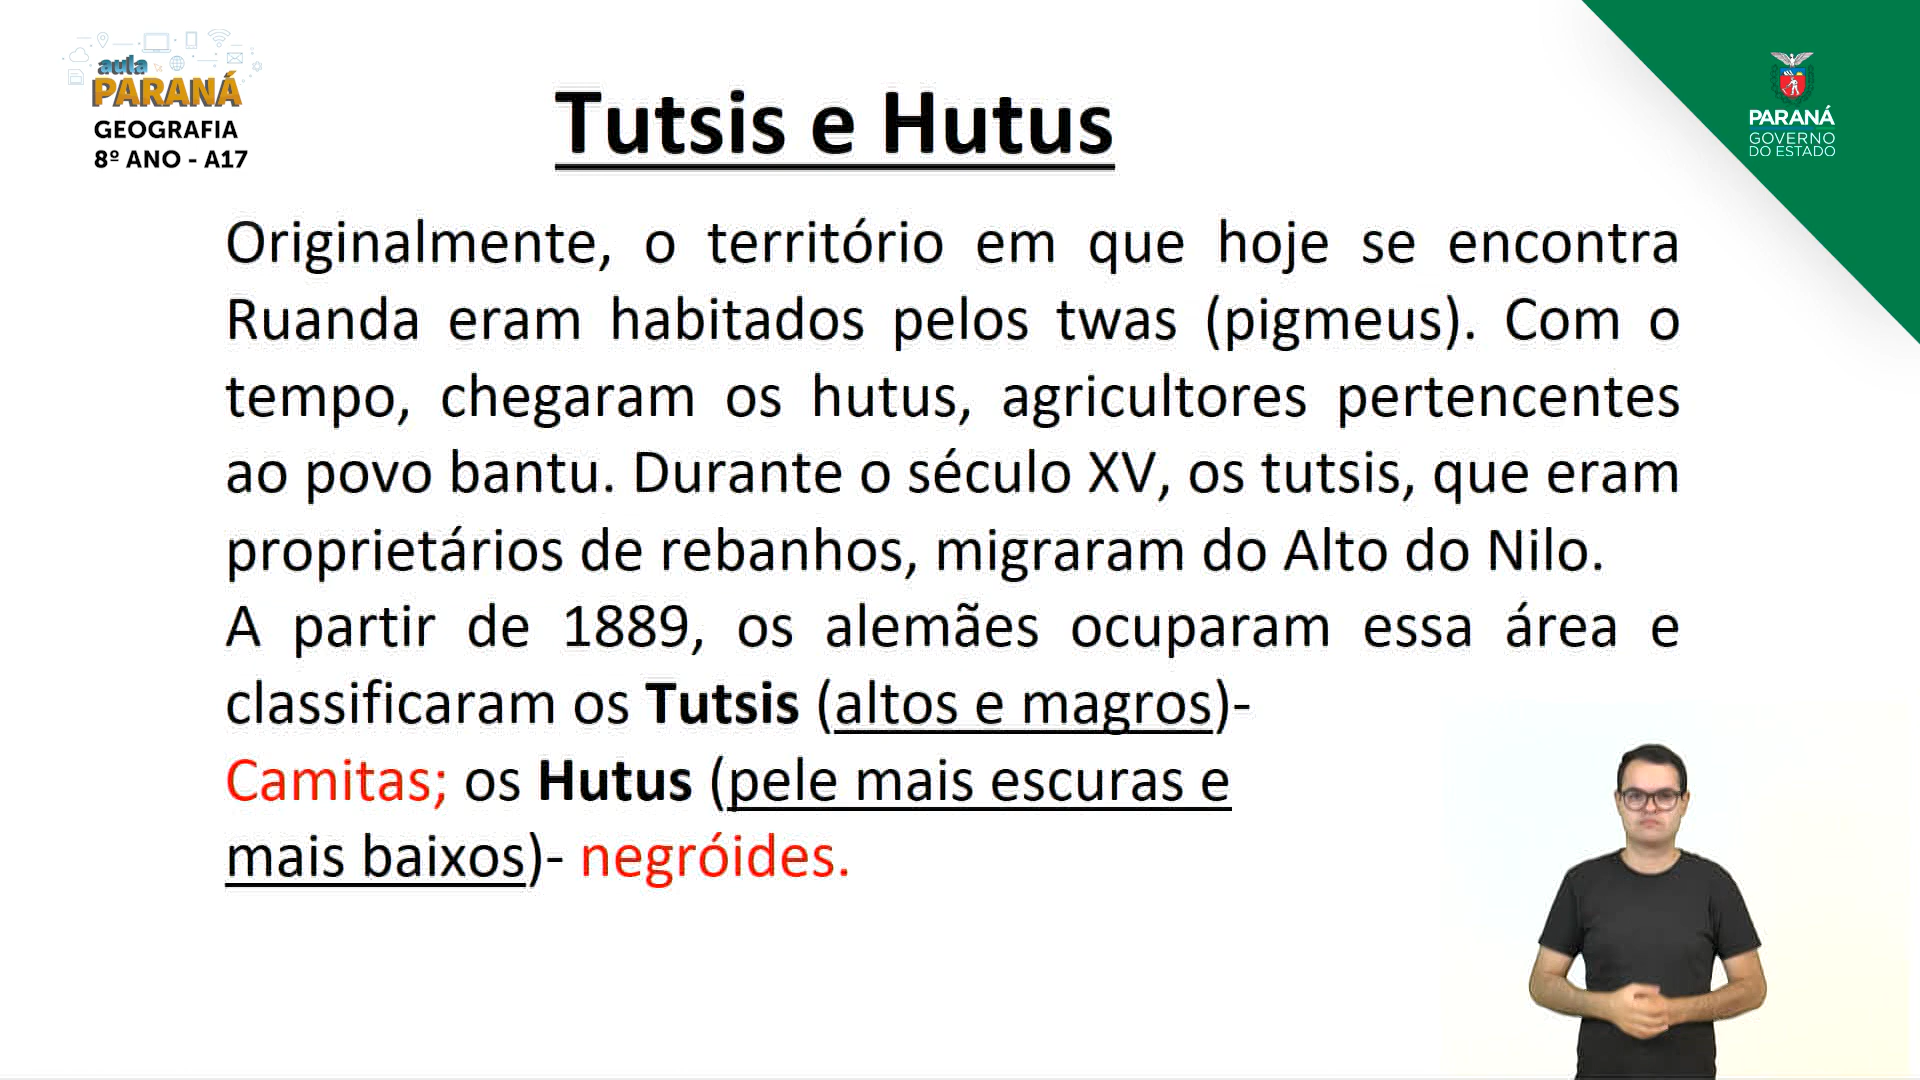 aula
PARANÁ
GEOGRAFIA
8º ANO - A17
Tutsis e Hutus
PARANÁ
GOVERNO
DO ESTADO
Originalmente, o território em que hoje se encontra
Ruanda eram habitados pelos twas (pigmeus). Com o
tempo, chegaram os hutus, agricultores pertencentes
ao povo bantu. Durante o século XV, os tutsis, que eram
proprietários de rebanhos, migraram do Alto do Nilo.
A partir de 1889, os alemães ocuparam essa área e
classificaram os Tutsis (altos e magros)-
Camitas; os Hutus (pele mais escuras e
mais baixos)- negróides.